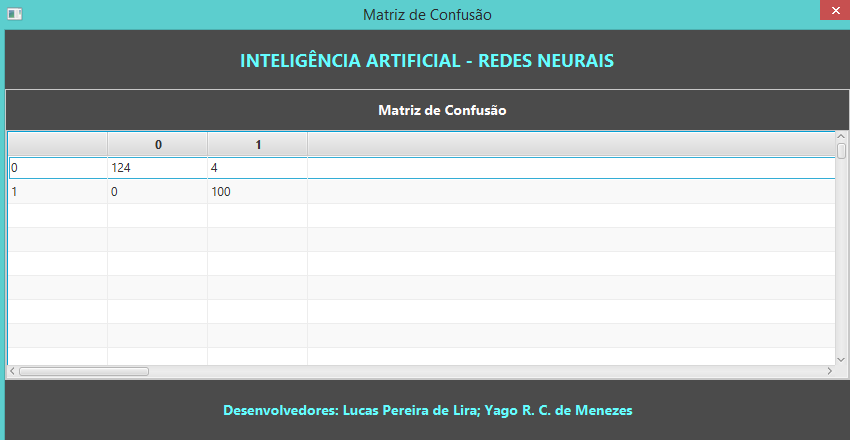 Matriz de Confusão
INTELIGÊNCIA ARTIFICIAL - REDES NEURAIS
Matriz de Confusão
0 1
0 124 4
1 0 100
Desenvolvedores: Lucas Pereira de Lira; Yago R. C. de Menezes